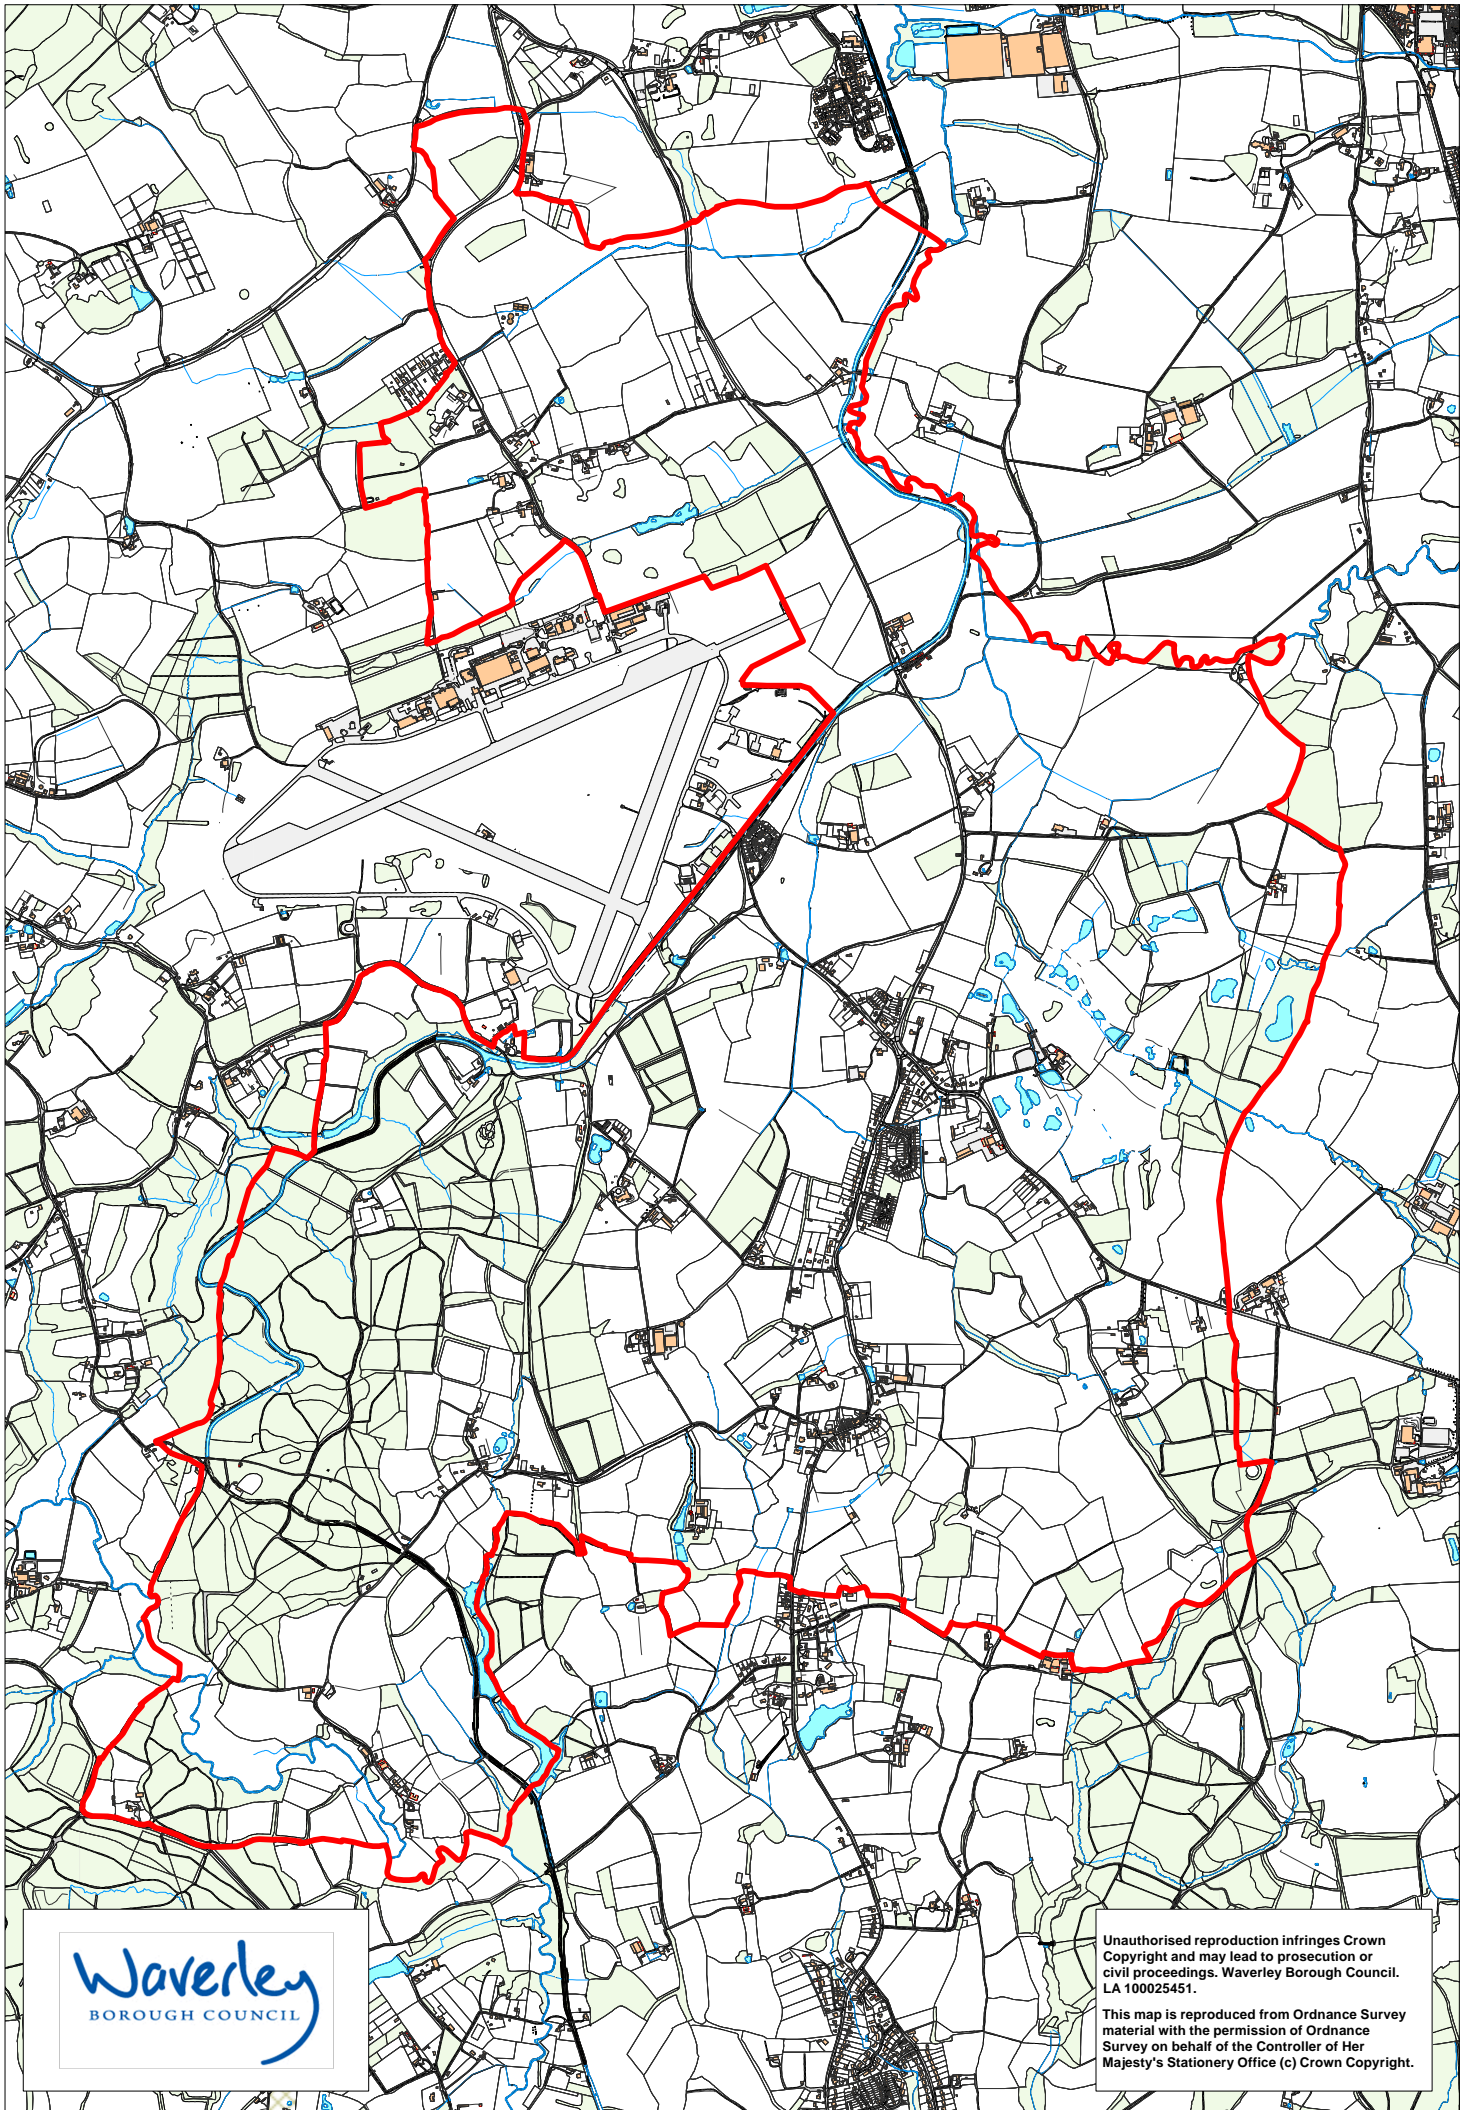 Waverley
BOROUGH COUNCIL
Unauthorised reproduction infringes Crown
Copyright and may lead to prosecution or
civil proceedings. Waverley Borough Council.
LA 100025451.
This map is reproduced from Ordnance Survey
material with the permission of Ordnance
Survey on behalf of the Controller of Her
Majesty's Stationery Office (c) Crown Copyright.